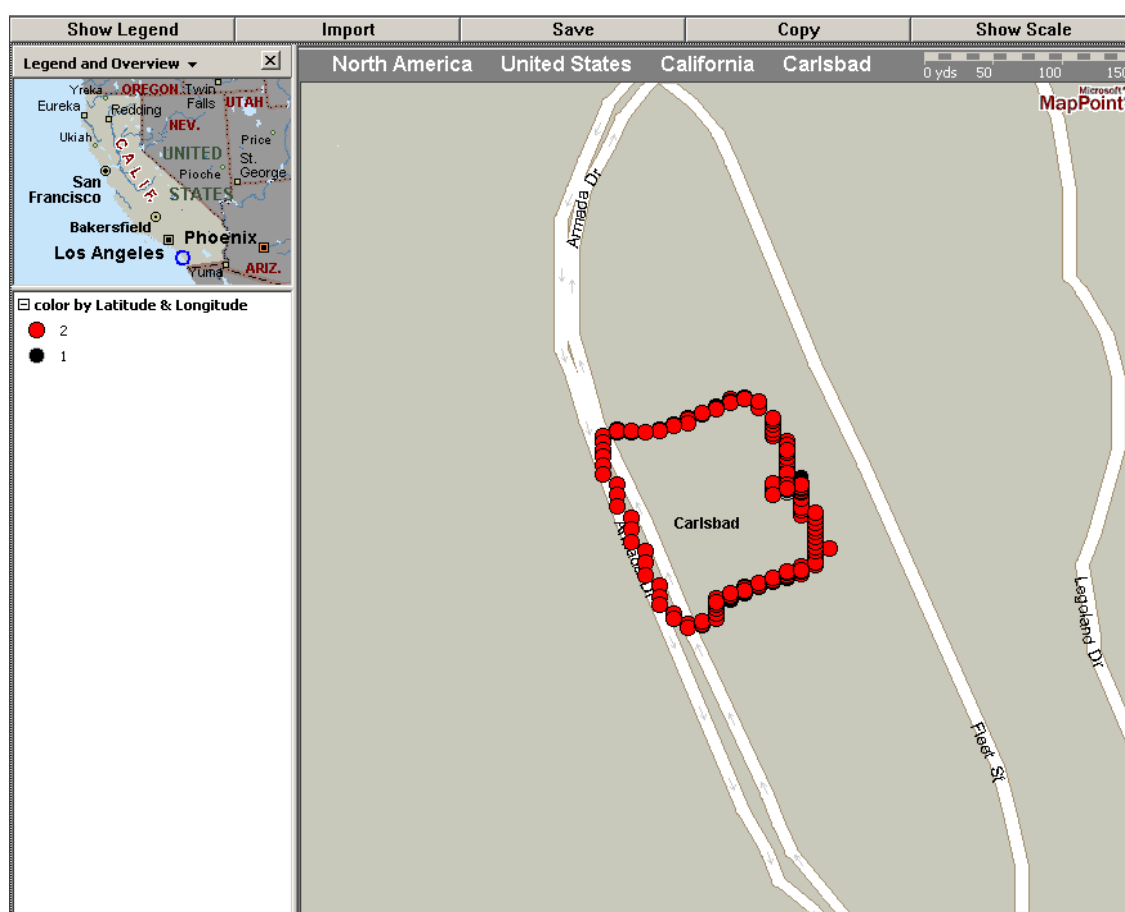 Show Legend Import Save Copy Show Scale
Legend and Overview
North America United States California Carlsbad
0 yds 50 100 150
Microsoft®
MapPoint®
Yreka OREGON Twin Falls UTAH
Eureka Redding
NEV.
Ukiah
CALIF.
UNITED
STATES
Price
St. George
Pioche
San Francisco
Bakersfield
Phoenix
Los Angeles
Yuma ARIZ.
color by Latitude & Longitude
2
1
Armada Dr
Carlsbad
Armada Dr
Legoland Dr
Fleet St